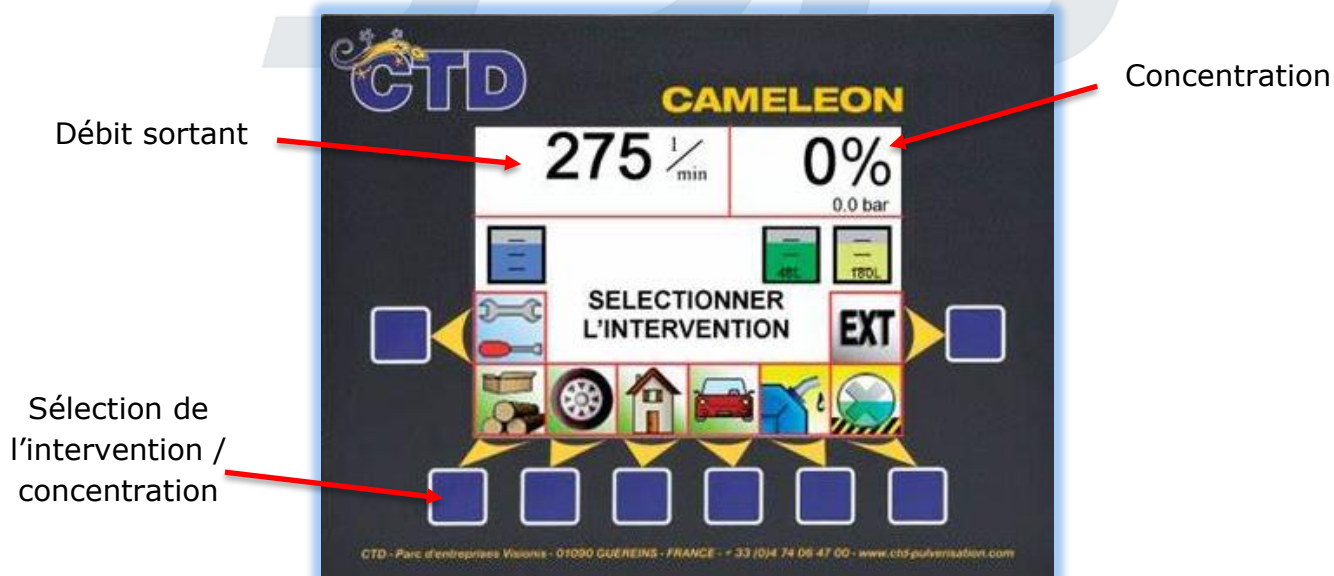 CTD
CAMELEON
Concentration
Débit sortant
275 l/min
0%
0.0 bar
48L
180L
SELECTIONNER
L'INTERVENTION
EXT
Sélection de
l'intervention /
concentration
CTD - Parc d'entreprises Visionis - 01090 GUEREINS - FRANCE - + 33 (0)4 74 06 47 00 - www.ctd-pulverisation.com